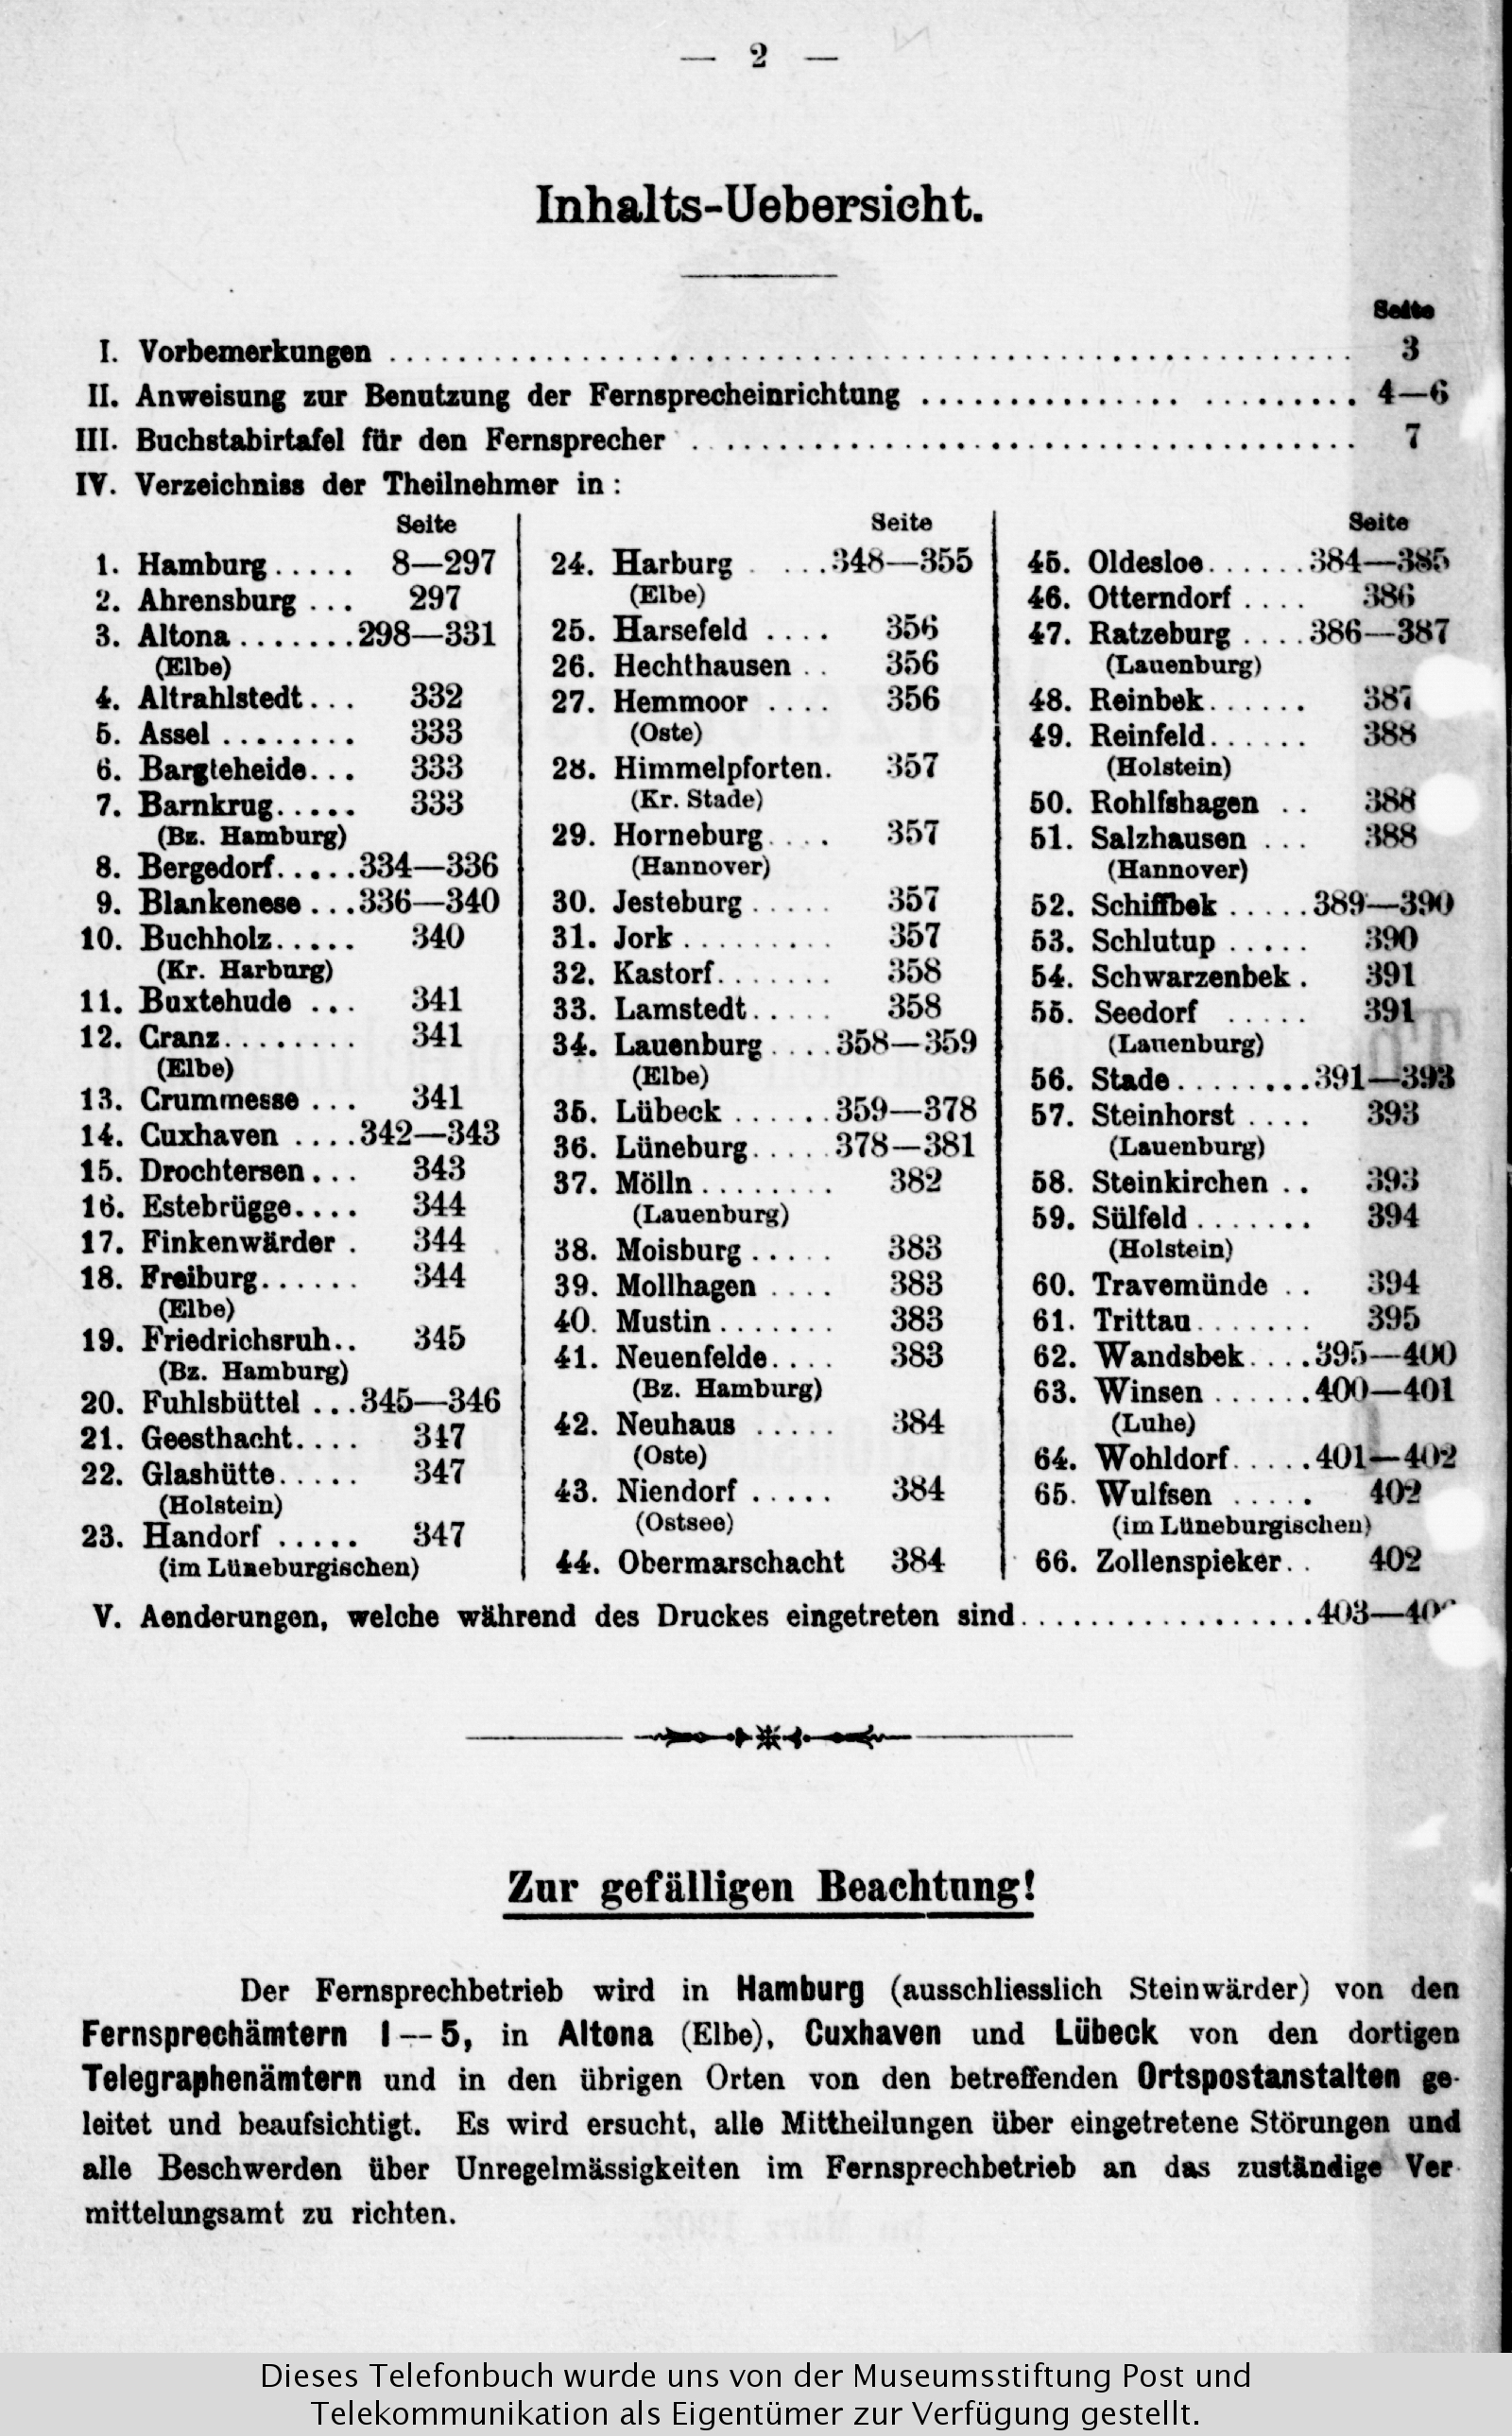 — 2 —
Inhalts-Uebersicht.
Seite
I. Vorbemerkungen 3
II. Anweisung zur Benutzung der Fernsprecheinrichtung 4—6
III. Buchstabirtafel für den Fernsprecher 7
IV. Verzeichniss der Theilnehmer in:
Seite
1. Hamburg ..... 8—297
2. Ahrensburg ... 297
3. Altona ....... 298—331
(Elbe)
4. Altrahlstedt ... 332
5. Assel ........ 333
6. Bargteheide ... 333
7. Barnkrug ..... 333
(Bz. Hamburg)
8. Bergedorf ..... 334—336
9. Blankenese ... 336—340
10. Buchholz ..... 340
(Kr. Harburg)
11. Buxtehude ... 341
12. Cranz ........ 341
(Elbe)
13. Crummesse ... 341
14. Cuxhaven .... 342—343
15. Drochtersen ... 343
16. Estebrügge .... 344
17. Finkenwärder . 344
18. Freiburg ...... 344
(Elbe)
19. Friedrichsruh .. 345
(Bz. Hamburg)
20. Fuhlsbüttel ... 345—346
21. Geesthacht .... 347
22. Glashütte ..... 347
(Holstein)
23. Handorf ..... 347
(im Lüneburgischen)
Seite
24. Harburg .... 348—355
(Elbe)
25. Harsefeld .... 356
26. Hechthausen .. 356
27. Hemmoor .... 356
(Oste)
28. Himmelpforten . 357
(Kr. Stade)
29. Horneburg .... 357
(Hannover)
30. Jesteburg ..... 357
31. Jork ......... 357
32. Kastorf ....... 358
33. Lamstedt ..... 358
34. Lauenburg .... 358—359
(Elbe)
35. Lübeck ...... 359—378
36. Lüneburg ..... 378—381
37. Mölln ........ 382
(Lauenburg)
38. Moisburg ..... 383
39. Mollhagen .... 383
40. Mustin ....... 383
41. Neuenfelde .... 383
(Bz. Hamburg)
42. Neuhaus ..... 384
(Oste)
43. Niendorf ..... 384
(Ostsee)
44. Obermarschacht 384
Seite
45. Oldesloe ...... 384—385
46. Otterndorf .... 386
47. Ratzeburg .... 386—387
(Lauenburg)
48. Reinbek ...... 387
49. Reinfeld ...... 388
(Holstein)
50. Rohlfshagen .. 388
51. Salzhausen ... 388
(Hannover)
52. Schiffbek ..... 389—390
53. Schlutup ..... 390
54. Schwarzenbek . 391
55. Seedorf ..... 391
(Lauenburg)
56. Stade ........ 391—393
57. Steinhorst .... 393
(Lauenburg)
58. Steinkirchen .. 393
59. Sülfeld ....... 394
(Holstein)
60. Travemünde .. 394
61. Trittau ....... 395
62. Wandsbek .... 395—400
63. Winsen ...... 400—401
(Luhe)
64. Wohldorf ..... 401—402
65. Wulfsen ..... 402
(im Lüneburgischen)
66. Zollenspieker .. 402
V. Aenderungen, welche während des Druckes eingetreten sind
Zur gefälligen Beachtung!
Der Fernsprechbetrieb wird in Hamburg (ausschliesslich Steinwärder) von den
Fernsprechämtern I—5, in Altona (Elbe), Cuxhaven und Lübeck von den dortigen
Telegraphenämtern und in den übrigen Orten von den betreffenden Ortspostanstalten ge-
leitet und beaufsichtigt. Es wird ersucht, alle Mittheilungen über eingetretene Störungen und
alle Beschwerden über Unregelmässigkeiten im Fernsprechbetrieb an das zuständige Ver-
mittelungsamt zu richten.
Dieses Telefonbuch wurde uns von der Museumsstiftung Post und
Telekommunikation als Eigentümer zur Verfügung gestellt.